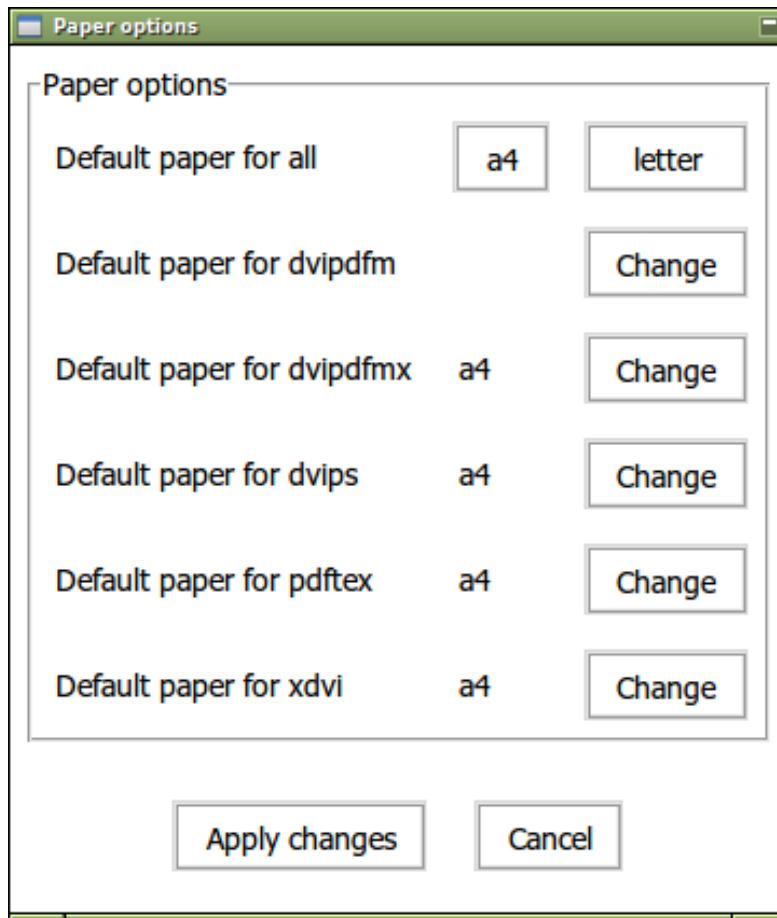 Paper options
Paper options
Default paper for all a4 letter
Default paper for dvipdfm Change
Default paper for dvipdfmx a4 Change
Default paper for dvips a4 Change
Default paper for pdftex a4 Change
Default paper for xdvi a4 Change
Apply changes Cancel